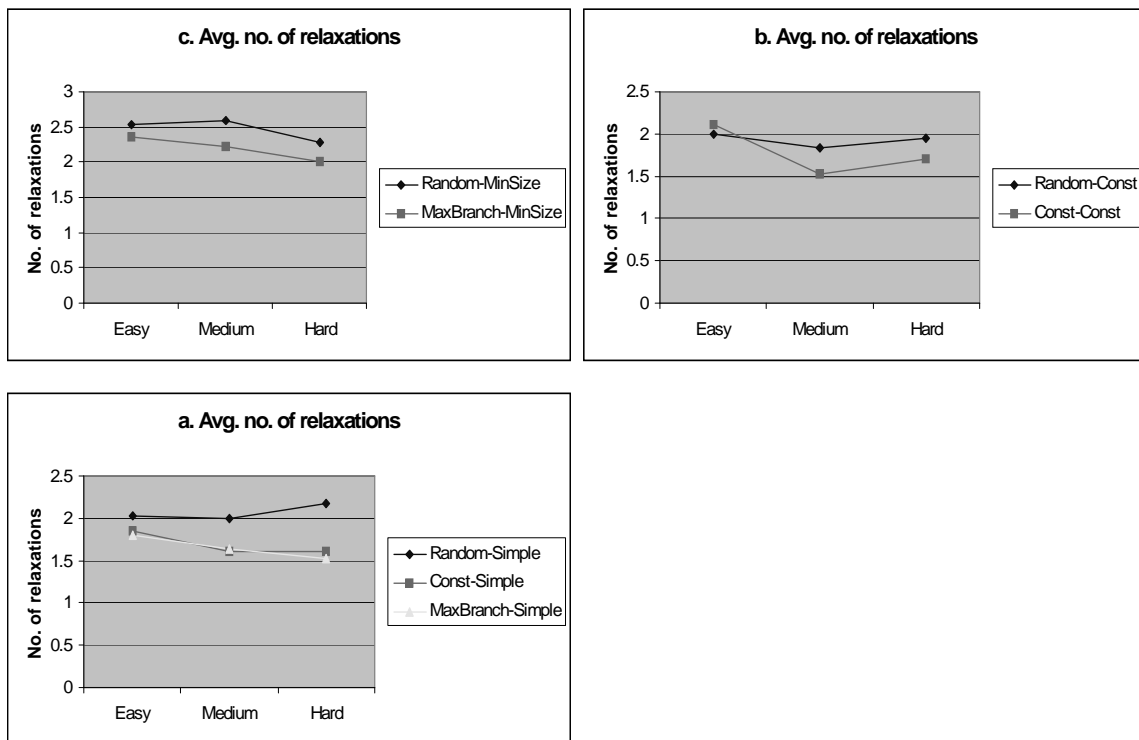 c. Avg. no. of relaxations
No. of relaxations
3
2.5
2
1.5
1
0.5
0
Easy Medium Hard
Random-MinSize
MaxBranch-MinSize
b. Avg. no. of relaxations
No. of relaxations
2.5
2
1.5
1
0.5
0
Easy Medium Hard
Random-Const
Const-Const
a. Avg. no. of relaxations
No. of relaxations
2.5
2
1.5
1
0.5
0
Easy Medium Hard
Random-Simple
Const-Simple
MaxBranch-Simple